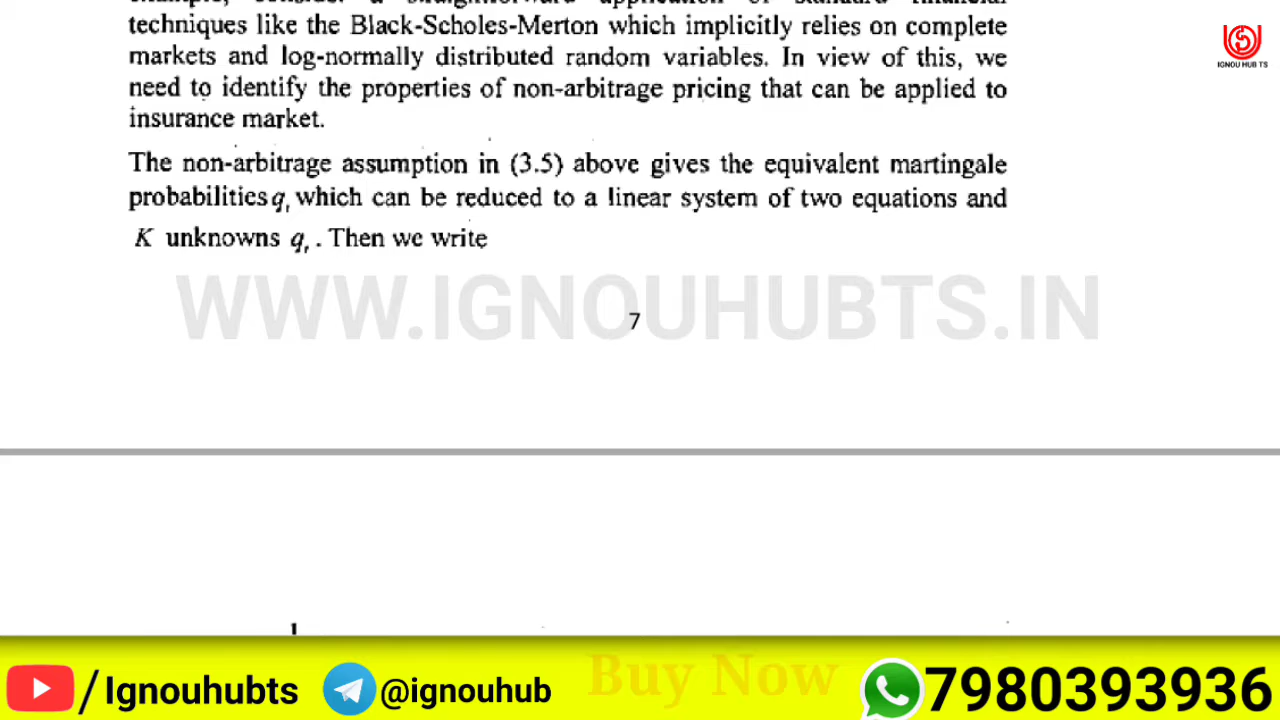 techniques like the Black-Scholes-Merton which implicitly relies on complete
markets and log-normally distributed random variables. In view of this, we
need to identify the properties of non-arbitrage pricing that can be applied to
insurance market.
The non-arbitrage assumption in (3.5) above gives the equivalent martingale
probabilities qᵣ which can be reduced to a linear system of two equations and
K unknowns qᵣ. Then we write
WWW.IGNOUHUBTS.IN
7
IGNOU HUB TS
/Ignouhubts @ignouhub Buy Now 7980393936